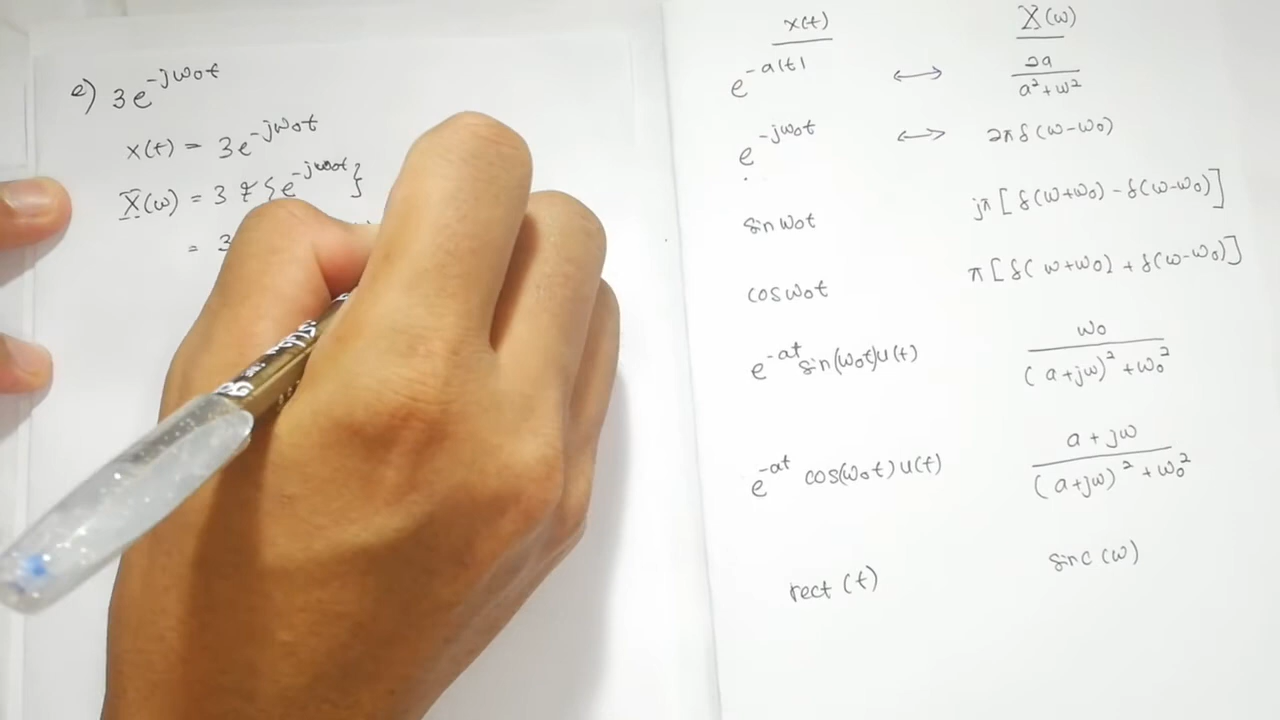 e) 3e^-jω₀t
x(t) = 3e^-jω₀t
X(ω) = 3 F{e^-jω₀t}
= 3
x(t) X(ω)
e^-a|t| ⟷ 2a/(a²+ω²)
e^-jω₀t ⟷ 2πδ(ω-ω₀)
sin ω₀t jπ[δ(ω+ω₀) - δ(ω-ω₀)]
cos ω₀t π[δ(ω+ω₀) + δ(ω-ω₀)]
e^-at sin(ω₀t)u(t) ω₀/((a+jω)² + ω₀²)
e^-at cos(ω₀t)u(t) a+jω/((a+jω)² + ω₀²)
rect (t) sinc (ω)